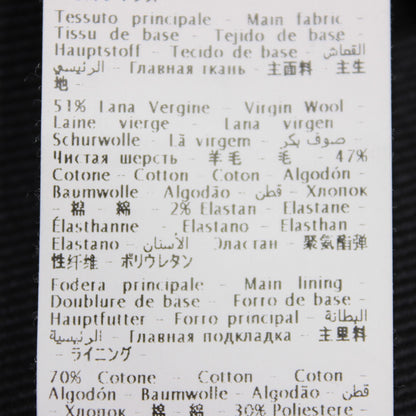 Tessuto principale - Main fabric -
Tissu de base - Tejido de base -
Hauptstoff - Tecido de base - القماش
الرئيسي - Главная ткань - 主面料 - 主生
地 -
51% Lana Vergine - Virgin Wool -
Laine vierge - Lana virgen -
Schurwolle - Lã virgem - صوف بكر -
Чистая шерсть - 羊毛 - 毛 - 47%
Cotone - Cotton - Coton - Algodón -
Baumwolle - Algodão - قطن - Хлопок
- 棉 - 綿 - 2% Elastan - Elastane -
Élasthanne - Elastano - Elasthan -
Elastano - الأستان - Эластан - 聚氨酯弹
性纤维 - ポリウレタン
Fodera principale - Main lining -
Doublure de base - Forro de base -
Hauptfutter - Forro principal - البطانة
الرئيسية - Главная подкладка - 主里料
- ライニング -
70% Cotone - Cotton - Coton -
Algodón - Baumwolle - Algodão - قطن
- Хлопок - 棉 - 綿 - 30% Poliestere -